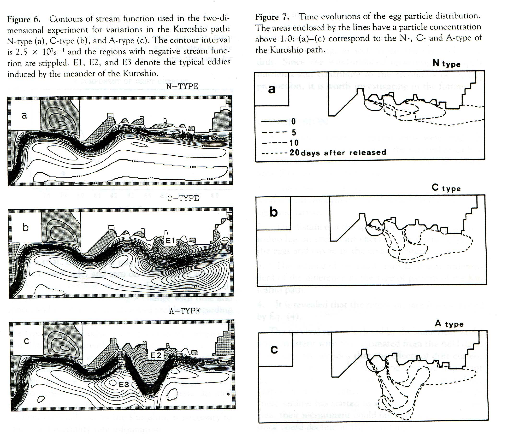 Figure 6. Contours of stream function used in the two-di-
mensional experiment for variations in the Kuroshio path:
N-type (a), C-type (b), and A-type (c). The contour interval
is 2.5 × 10³s⁻¹ and the regions with negative stream func-
tion are stippled. E1, E2, and E3 denote the typical eddies
induced by the meander of the Kuroshio.
N-TYPE
a
C-TYPE
b
E1
A-TYPE
c
E2
E3
Figure 7. Time evolutions of the egg particle distribution.
The areas enclosed by the lines have a particle concentration
above 1.0: (a)–(c) correspond to the N-, C- and A-type of
the Kuroshio path.
N type
a
0
5
10
20 days after released
C type
b
A type
c